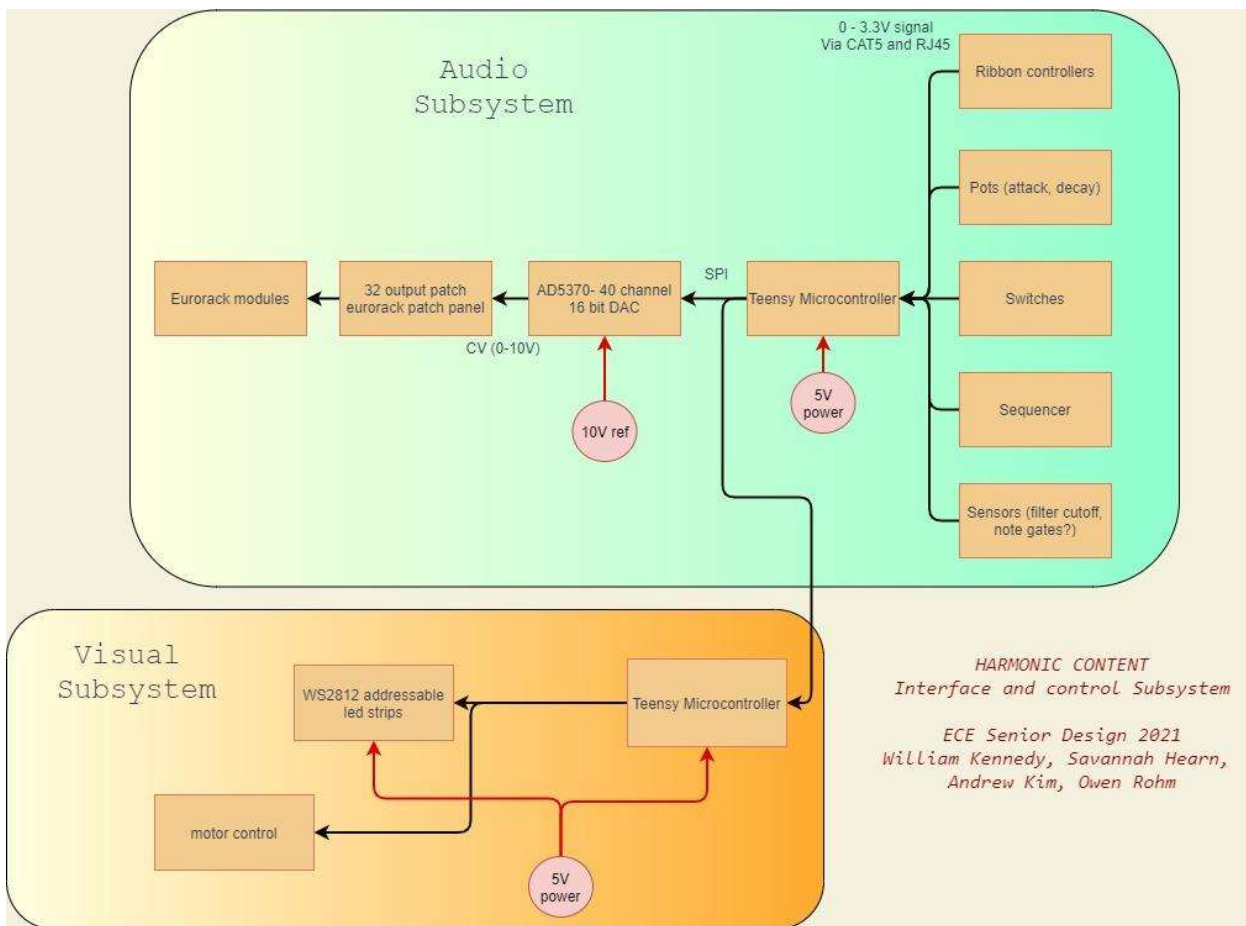 0 - 3.3V signal
Via CAT5 and RJ45
Audio
Subsystem
Ribbon controllers
Pots (attack, decay)
Eurorack modules
32 output patch
eurorack patch panel
CV (0-10V)
AD5370- 40 channel
16 bit DAC
SPI
Teensy Microcontroller
Switches
10V ref
5V
power
Sequencer
Sensors (filter cutoff,
note gates?)
Visual
Subsystem
WS2812 addressable
led strips
Teensy Microcontroller
motor control
5V
power
HARMONIC CONTENT
Interface and control Subsystem
ECE Senior Design 2021
William Kennedy, Savannah Hearn,
Andrew Kim, Owen Rohm